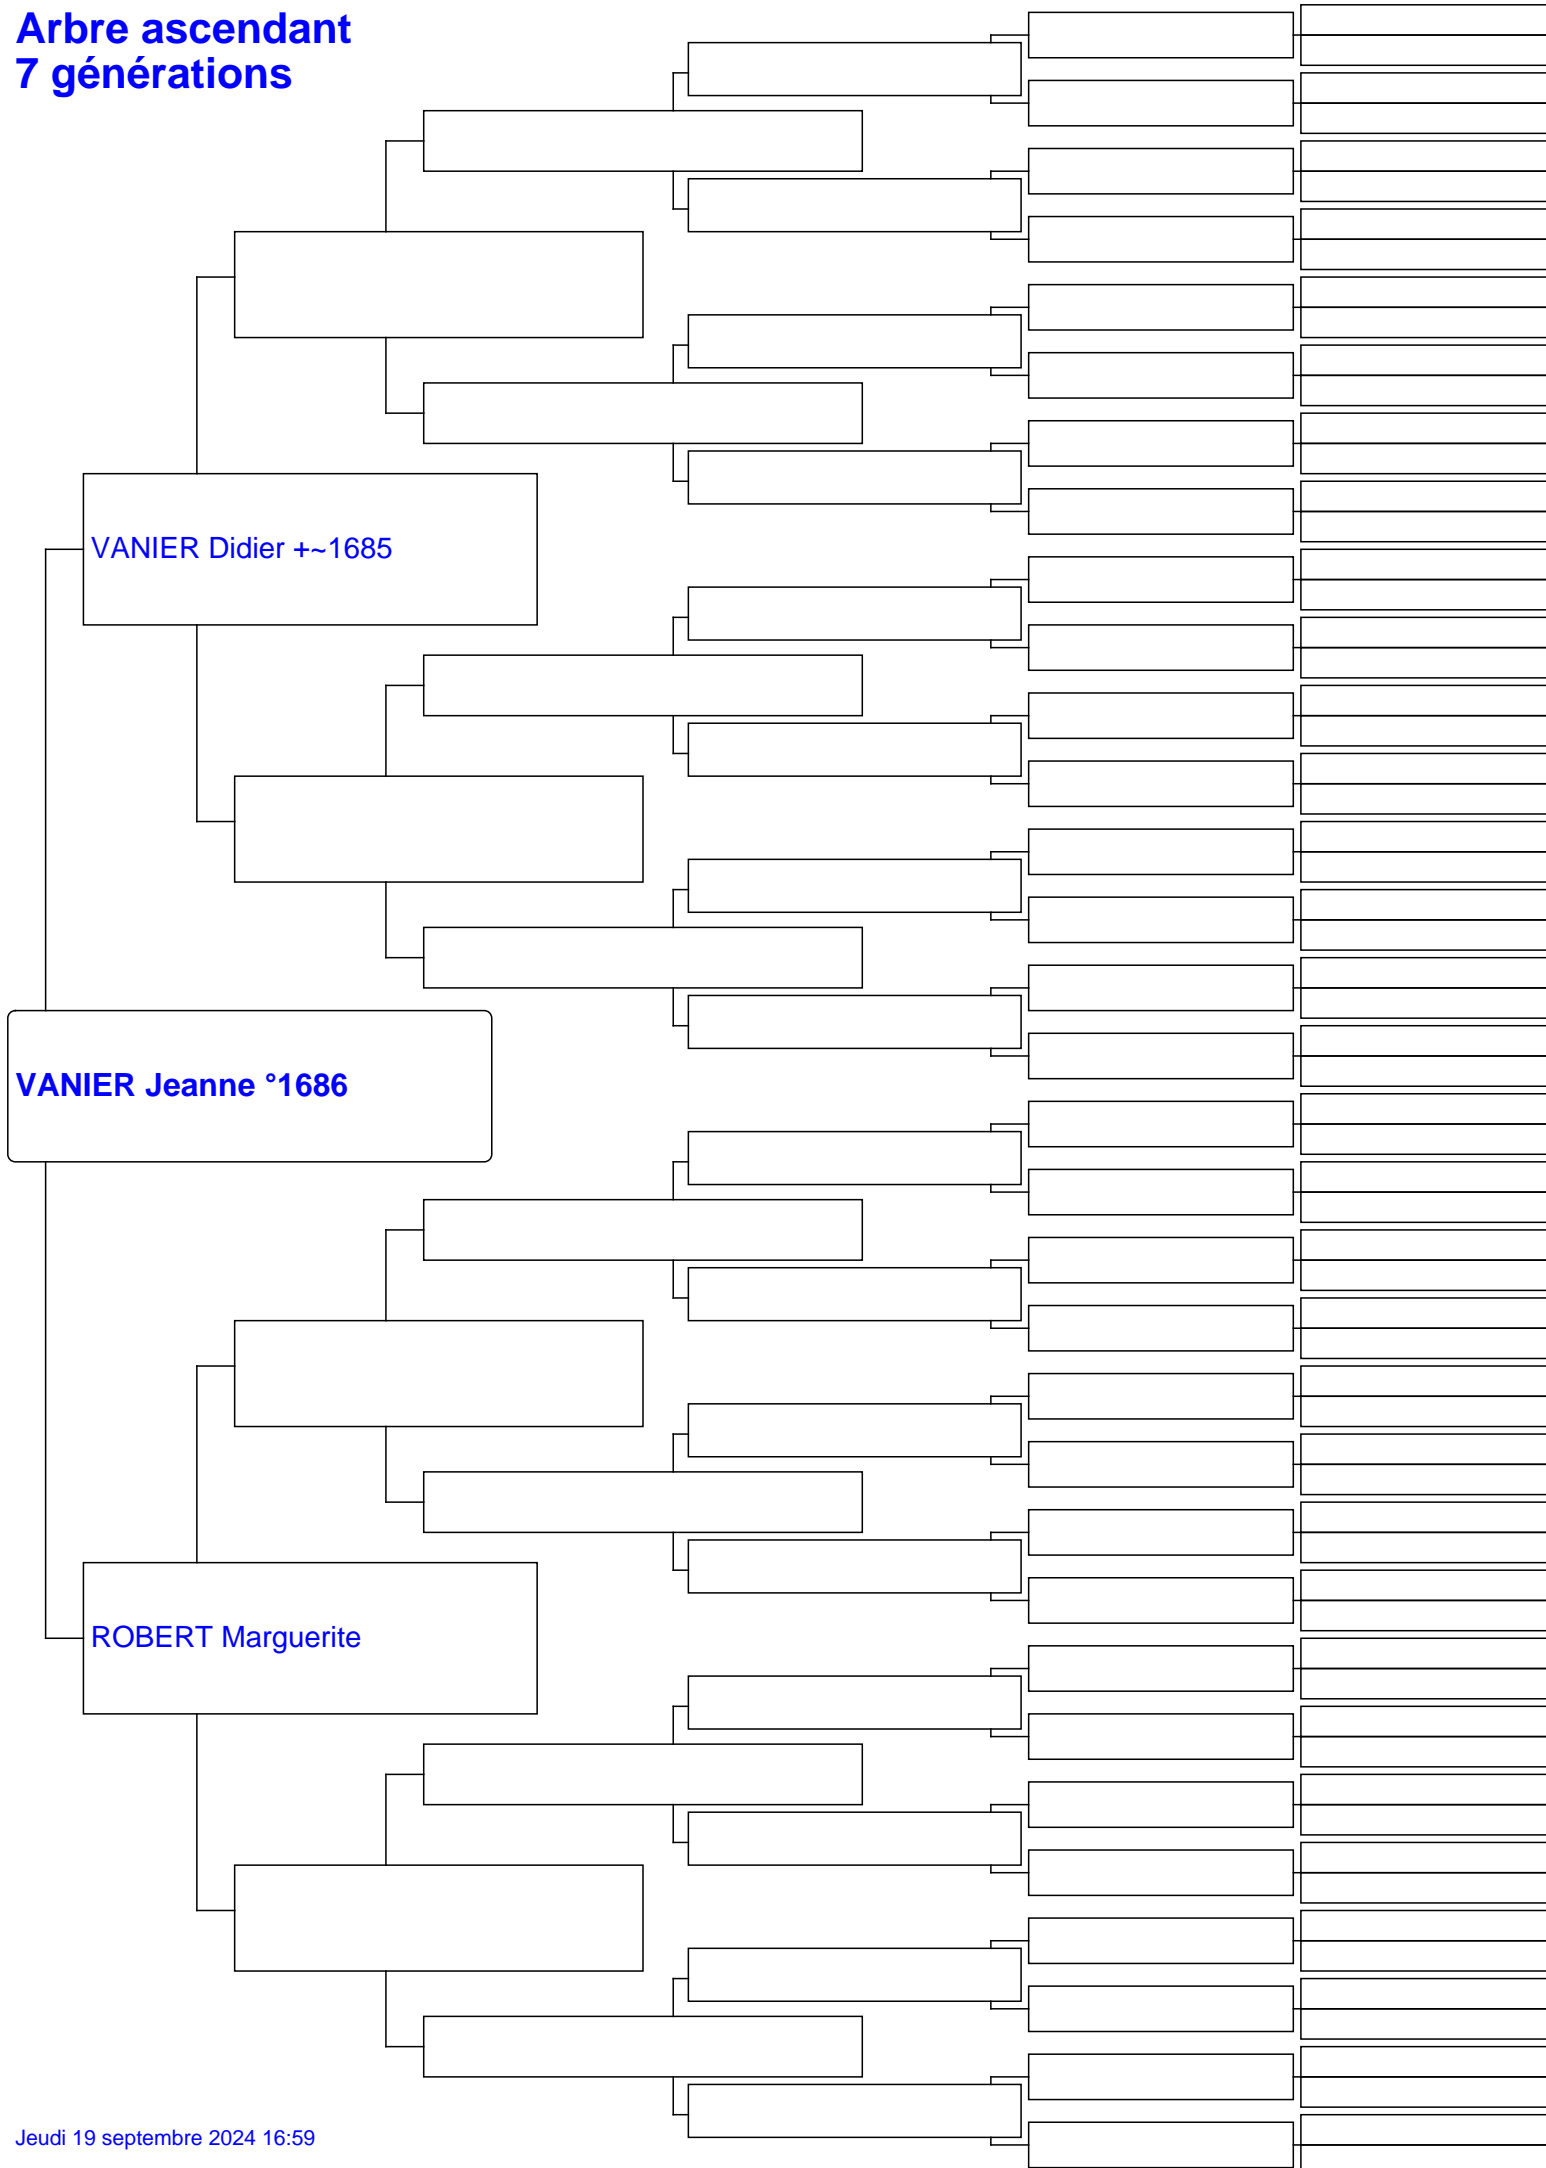 Arbre ascendant
7 générations
VANIER Didier +~1685
VANIER Jeanne °1686
ROBERT Marguerite
Jeudi 19 septembre 2024 16:59